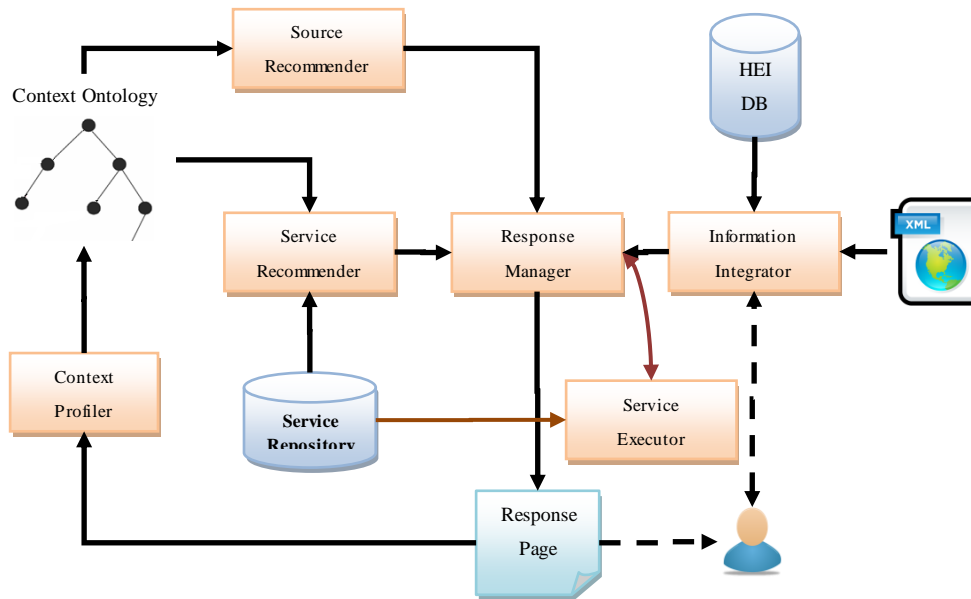 Source
Recommender
HEI
DB
Context Ontology
XML
Service
Recommender
Response
Manager
Information
Integrator
Context
Profiler
Service
Repository
Service
Executor
Response
Page